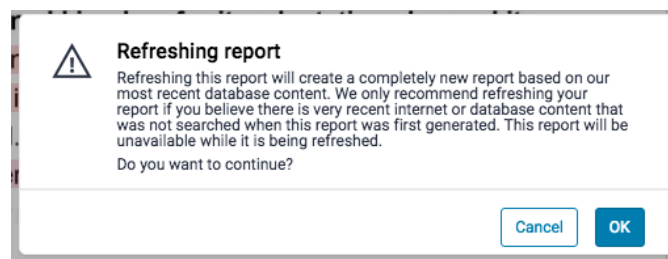 Refreshing report
Refreshing this report will create a completely new report based on our
most recent database content. We only recommend refreshing your
report if you believe there is very recent internet or database content that
was not searched when this report was first generated. This report will be
unavailable while it is being refreshed.
Do you want to continue?
Cancel OK